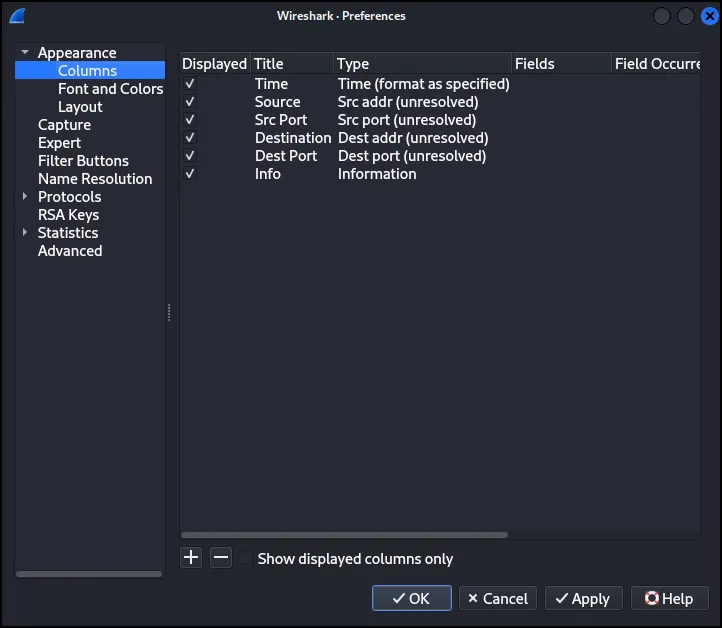 Wireshark · Preferences
Appearance
Columns
Font and Colors
Layout
Capture
Expert
Filter Buttons
Name Resolution
Protocols
RSA Keys
Statistics
Advanced
Displayed Title Type Fields Field Occurre
Time Time (format as specified)
Source Src addr (unresolved)
Src Port Src port (unresolved)
Destination Dest addr (unresolved)
Dest Port Dest port (unresolved)
Info Information
Show displayed columns only
OK Cancel Apply Help